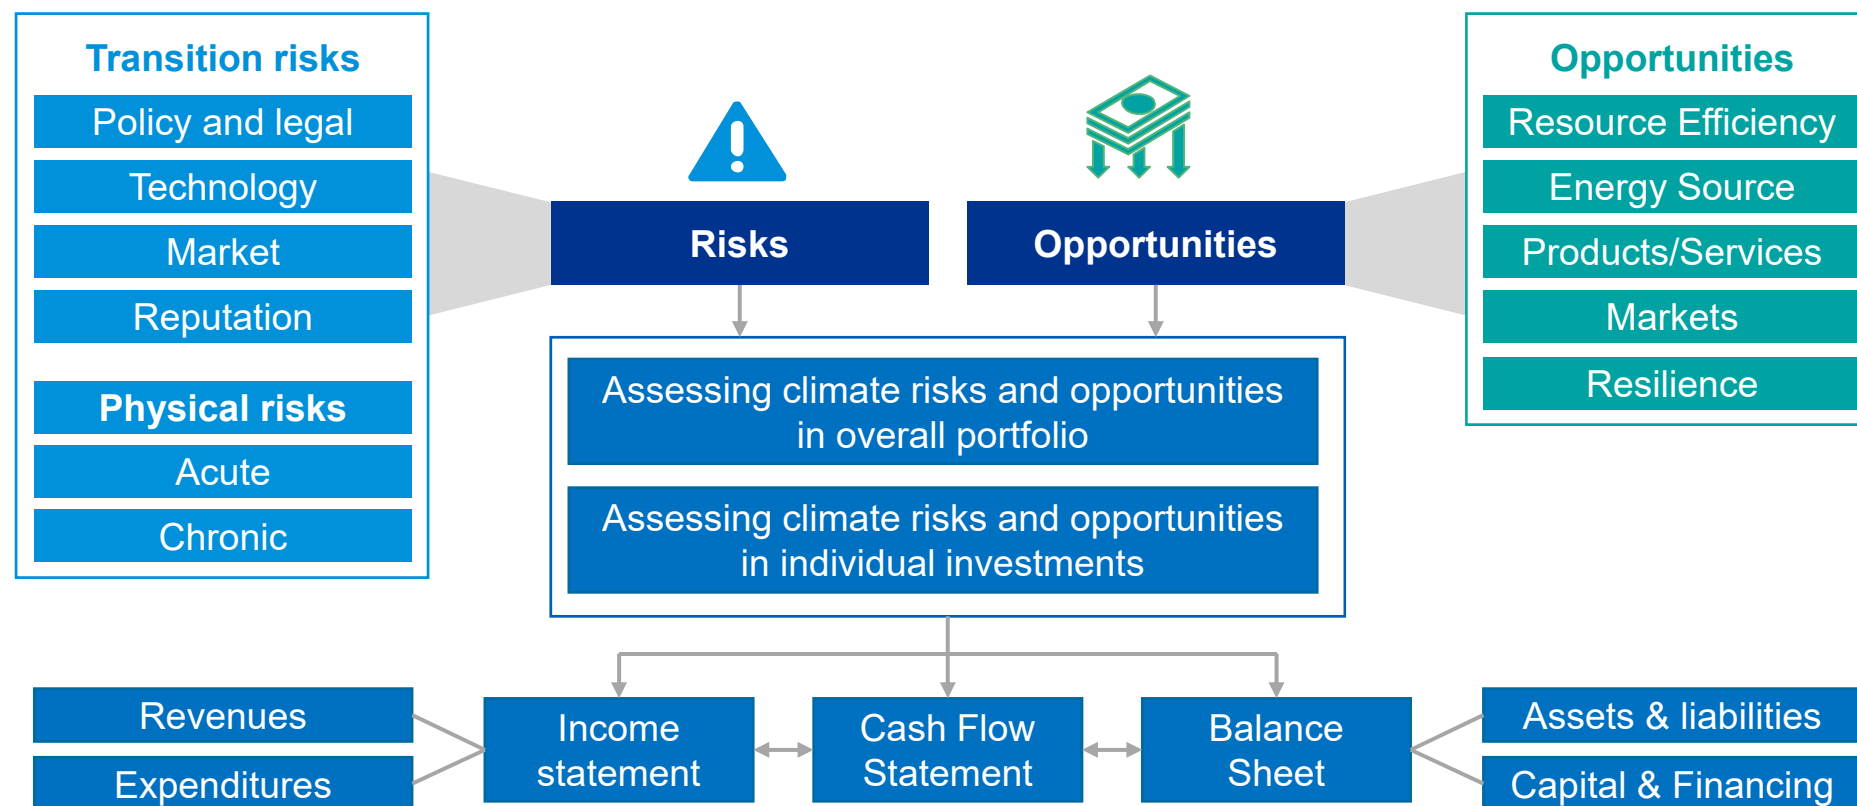 Transition risks
Policy and legal
Technology
Market
Reputation
Physical risks
Acute
Chronic
Risks
Opportunities
Opportunities
Resource Efficiency
Energy Source
Products/Services
Markets
Resilience
Assessing climate risks and opportunities
in overall portfolio
Assessing climate risks and opportunities
in individual investments
Revenues
Expenditures
Income
statement
Cash Flow
Statement
Balance
Sheet
Assets & liabilities
Capital & Financing